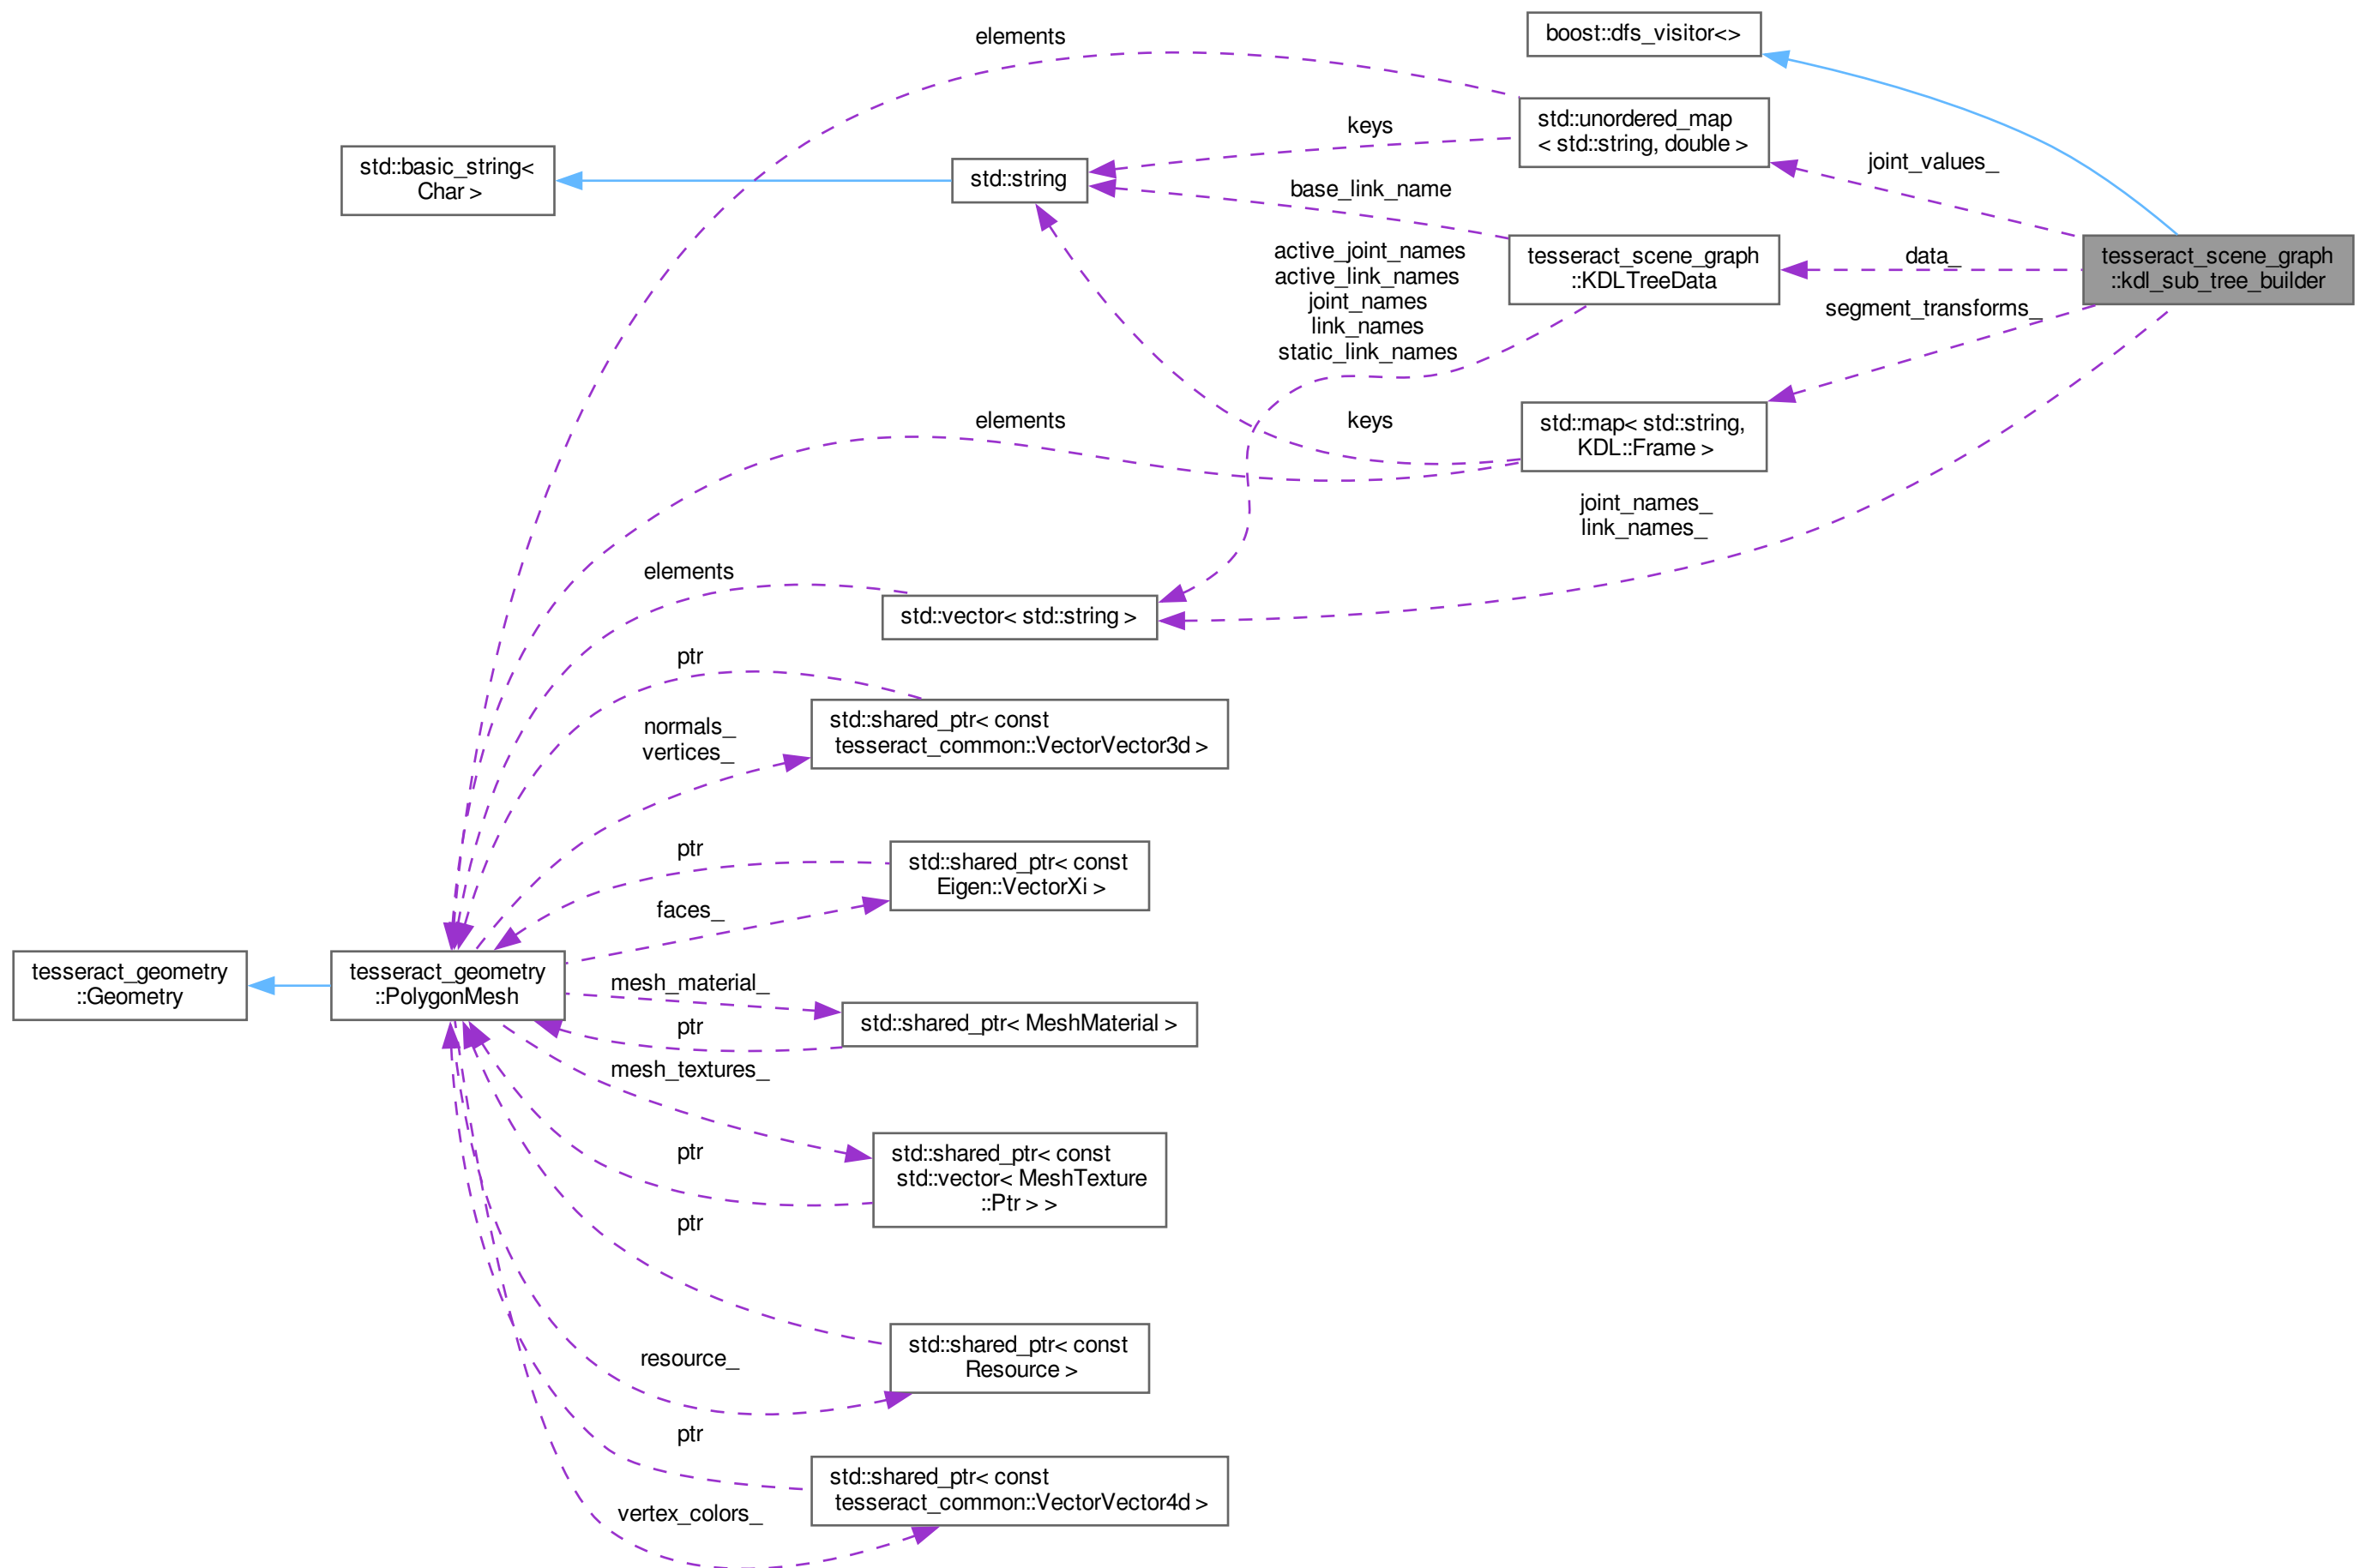 elements
boost::dfs_visitor<>
keys
std::unordered_map
< std::string, double >
std::basic_string<
Char >
std::string
joint_values_
base_link_name
active_joint_names
active_link_names
joint_names
link_names
static_link_names
tesseract_scene_graph
::KDLTreeData
data_
tesseract_scene_graph
::kdl_sub_tree_builder
segment_transforms_
elements
keys
std::map< std::string,
KDL::Frame >
joint_names_
link_names_
elements
std::vector< std::string >
ptr
normals_
vertices_
std::shared_ptr< const
tesseract_common::VectorVector3d >
ptr
std::shared_ptr< const
Eigen::VectorXi >
faces_
tesseract_geometry
::Geometry
tesseract_geometry
::PolygonMesh
mesh_material_
ptr
std::shared_ptr< MeshMaterial >
mesh_textures_
ptr
std::shared_ptr< const
std::vector< MeshTexture
::Ptr > >
ptr
resource_
std::shared_ptr< const
Resource >
ptr
std::shared_ptr< const
tesseract_common::VectorVector4d >
vertex_colors_